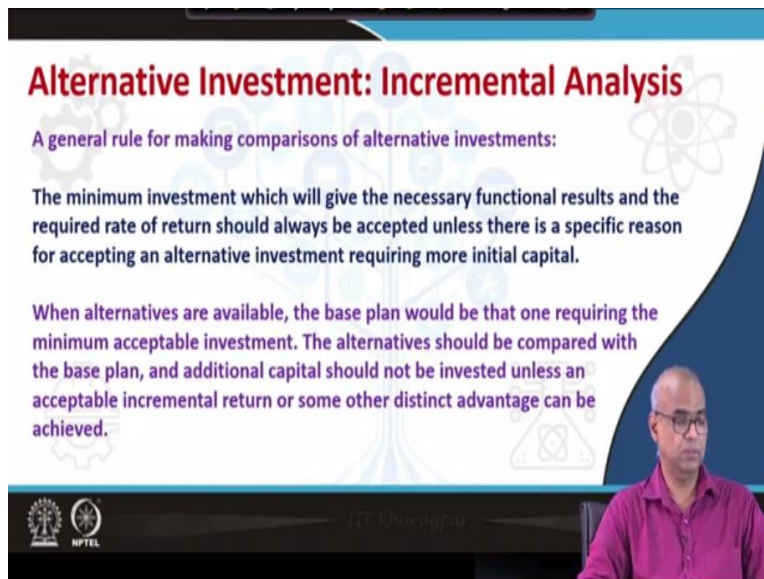 Alternative Investment: Incremental Analysis
A general rule for making comparisons of alternative investments:
The minimum investment which will give the necessary functional results and the
required rate of return should always be accepted unless there is a specific reason
for accepting an alternative investment requiring more initial capital.
When alternatives are available, the base plan would be that one requiring the
minimum acceptable investment. The alternatives should be compared with
the base plan, and additional capital should not be invested unless an
acceptable incremental return or some other distinct advantage can be
achieved.
IIT Kharagpur
NPTEL